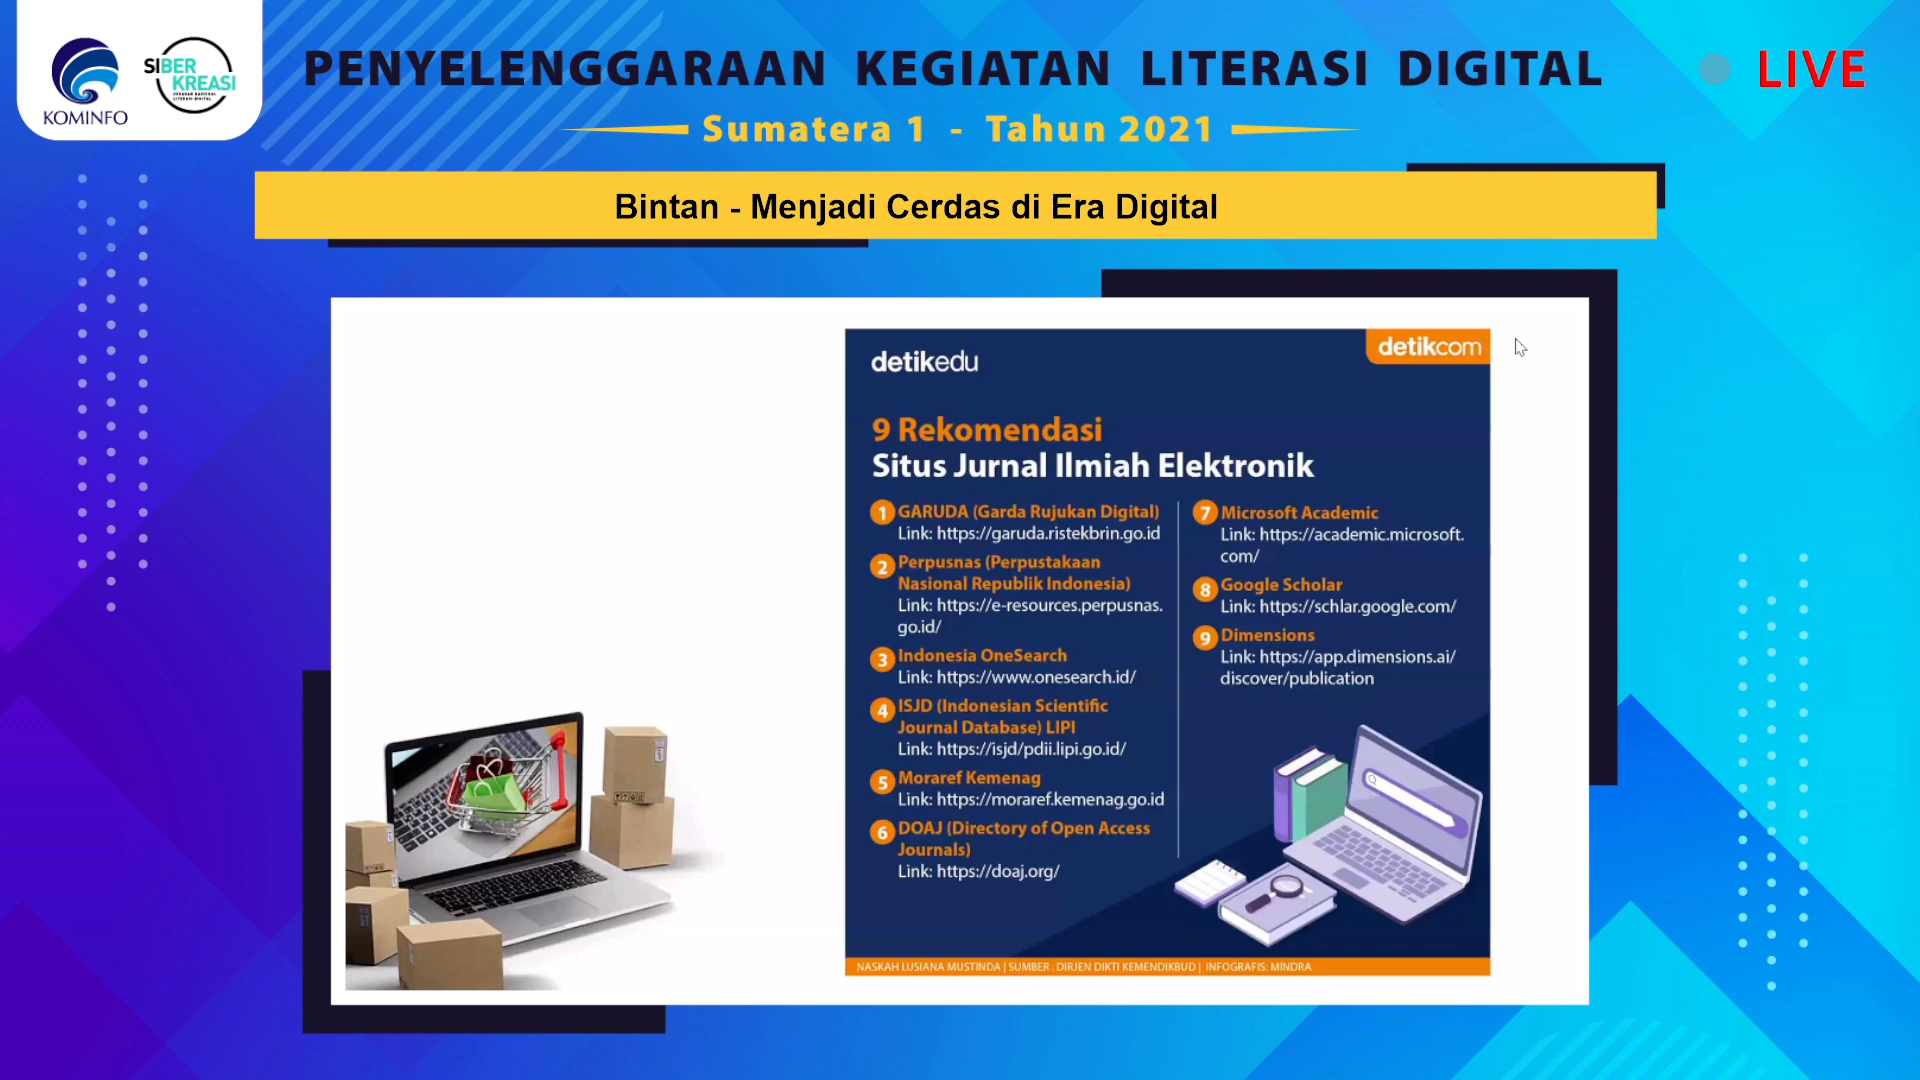 KOMINFO
SIBER
KREASI
PENYELENGGARAAN KEGIATAN LITERASI DIGITAL
LIVE
Sumatera 1 - Tahun 2021
Bintan - Menjadi Cerdas di Era Digital
detikedu
detikcom
9 Rekomendasi
Situs Jurnal Ilmiah Elektronik
1 GARUDA (Garda Rujukan Digital)
Link: https://garuda.ristekbrin.go.id
2 Perpusnas (Perpustakaan
Nasional Republik Indonesia)
Link: https://e-resources.perpusnas.
go.id/
3 Indonesia OneSearch
Link: https://www.onesearch.id/
4 ISJD (Indonesian Scientific
Journal Database) LIPI
Link: https://isjd/pdii.lipi.go.id/
5 Moraref Kemenag
Link: https://moraref.kemenag.go.id
6 DOAJ (Directory of Open Access
Journals)
Link: https://doaj.org/
7 Microsoft Academic
Link: https://academic.microsoft.
com/
8 Google Scholar
Link: https://schlar.google.com/
9 Dimensions
Link: https://app.dimensions.ai/
discover/publication
NASKAH LUSIANA MUSTINDA | SUMBER : DIRJEN DIKTI KEMENDIKBUD | INFOGRAFIS: MINDRA